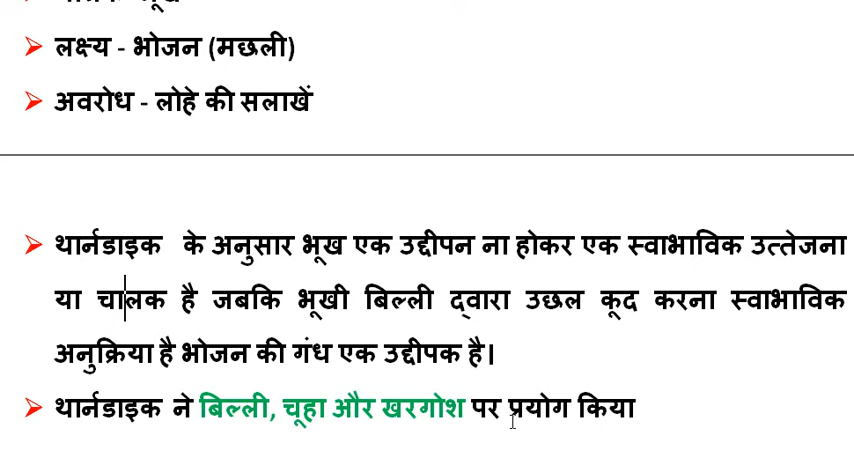 लक्ष्य - भोजन (मछली)
अवरोध - लोहे की सलाखें
थार्नडाइक के अनुसार भूख एक उद्दीपन ना होकर एक स्वाभाविक उत्तेजना
या चालक है जबकि भूखी बिल्ली द्वारा उछल कूद करना स्वाभाविक
अनुक्रिया है भोजन की गंध एक उद्दीपक है।
थार्नडाइक ने बिल्ली, चूहा और खरगोश पर प्रयोग किया